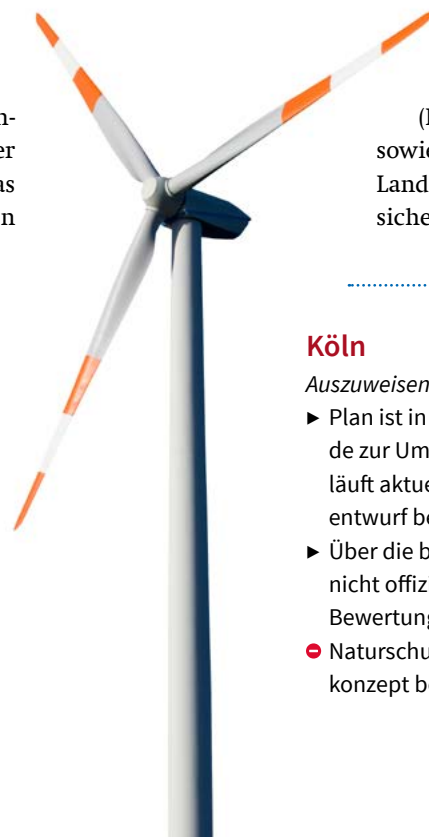 n-
er
as
n
sowie
Land
siche
Köln
Auszuweisen
► Plan ist in
de zur Um
läuft aktue
entwurf be
► Über die b
nicht offizi
Bewertung
Naturschu
konzept be